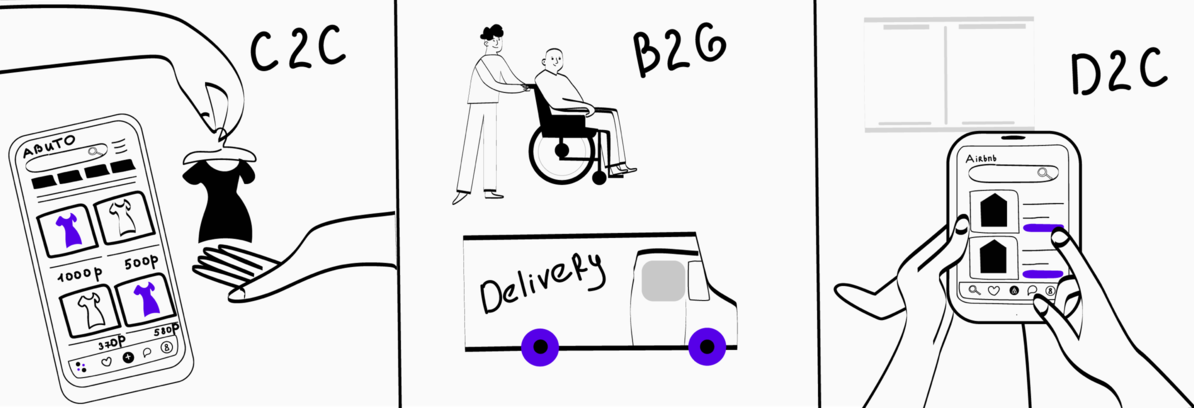 C2C
АВИТО
1000р
500р
370р
580р
B2G
Delivery
D2C
Airbnb